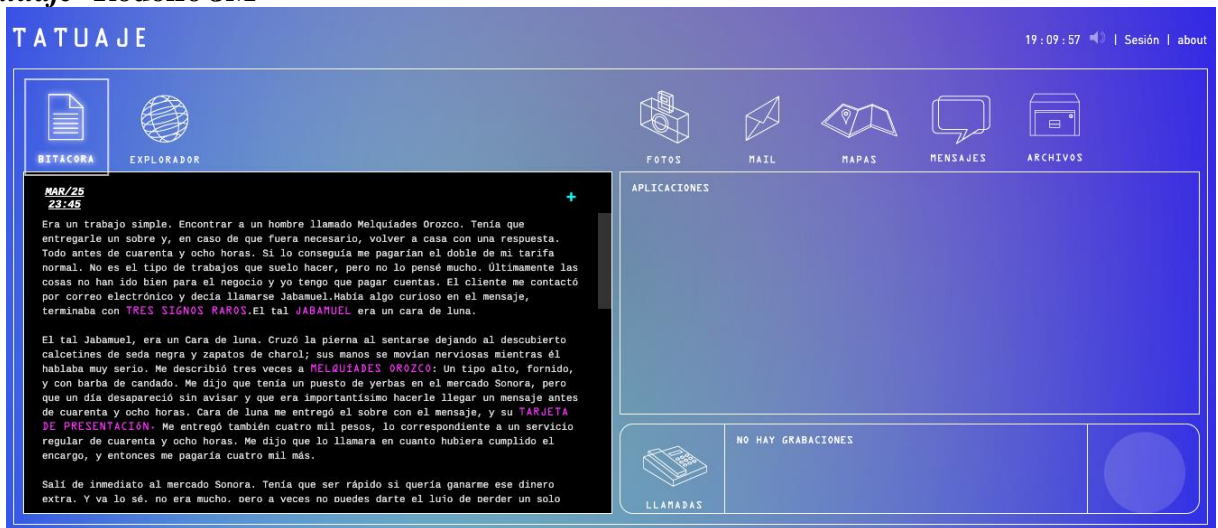 TATUAJE
19:09:57 | Sesión | about
BITÁCORA
EXPLORADOR
FOTOS
MAIL
MAPAS
MENSAJES
ARCHIVOS
MAR/25
23:45
+
Era un trabajo simple. Encontrar a un hombre llamado Melquíades Orozco. Tenía que
entregarle un sobre y, en caso de que fuera necesario, volver a casa con una respuesta.
Todo antes de cuarenta y ocho horas. Si lo conseguía me pagarían el doble de mi tarifa
normal. No es el tipo de trabajos que suelo hacer, pero no lo pensé mucho. Últimamente las
cosas no han ido bien para el negocio y yo tengo que pagar cuentas. El cliente me contactó
por correo electrónico y decía llamarse Jabamuel.Había algo curioso en el mensaje,
terminaba con TRES SIGNOS RAROS.El tal JABAMUEL era un cara de luna.
El tal Jabamuel, era un Cara de luna. Cruzó la pierna al sentarse dejando al descubierto
calcetines de seda negra y zapatos de charol; sus manos se movían nerviosas mientras él
hablaba muy serio. Me describió tres veces a MELQUÍADES OROZCO: Un tipo alto, fornido,
y con barba de candado. Me dijo que tenía un puesto de yerbas en el mercado Sonora, pero
que un día desapareció sin avisar y que era importantísimo hacerle llegar un mensaje antes
de cuarenta y ocho horas. Cara de luna me entregó el sobre con el mensaje, y su TARJETA
DE PRESENTACIÓN. Me entregó también cuatro mil pesos, lo correspondiente a un servicio
regular de cuarenta y ocho horas. Me dijo que lo llamara en cuanto hubiera cumplido el
encargo, y entonces me pagaría cuatro mil más.
Salí de inmediato al mercado Sonora. Tenía que ser rápido si quería ganarme ese dinero
extra. Y ya lo sé, no era mucho, pero a veces no puedes darte el lujo de perder un solo
APLICACIONES
LLAMADAS
NO HAY GRABACIONES